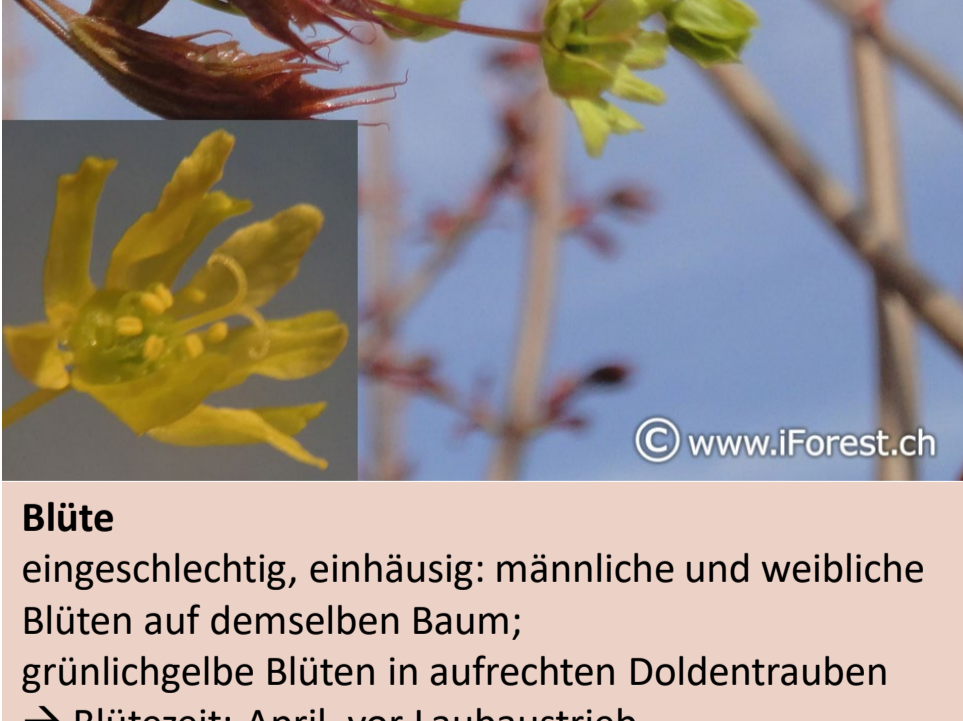 © www.iForest.ch
Blüte
eingeschlechtig, einhäusig: männliche und weibliche
Blüten auf demselben Baum;
grünlichgelbe Blüten in aufrechten Doldentrauben
→ Blütezeit: April, vor Laubaustrieb